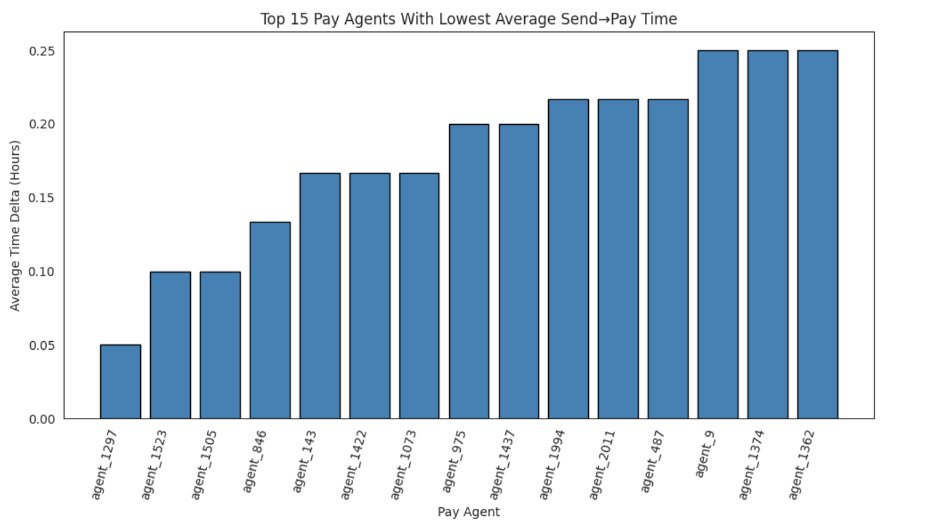 Top 15 Pay Agents With Lowest Average Send→Pay Time
Average Time Delta (Hours)
0.25
0.20
0.15
0.10
0.05
0.00
agent_1297
agent_1523
agent_1505
agent_846
agent_143
agent_1422
agent_1073
agent_975
agent_1437
agent_1994
agent_2011
agent_487
agent_9
agent_1374
agent_1362
Pay Agent